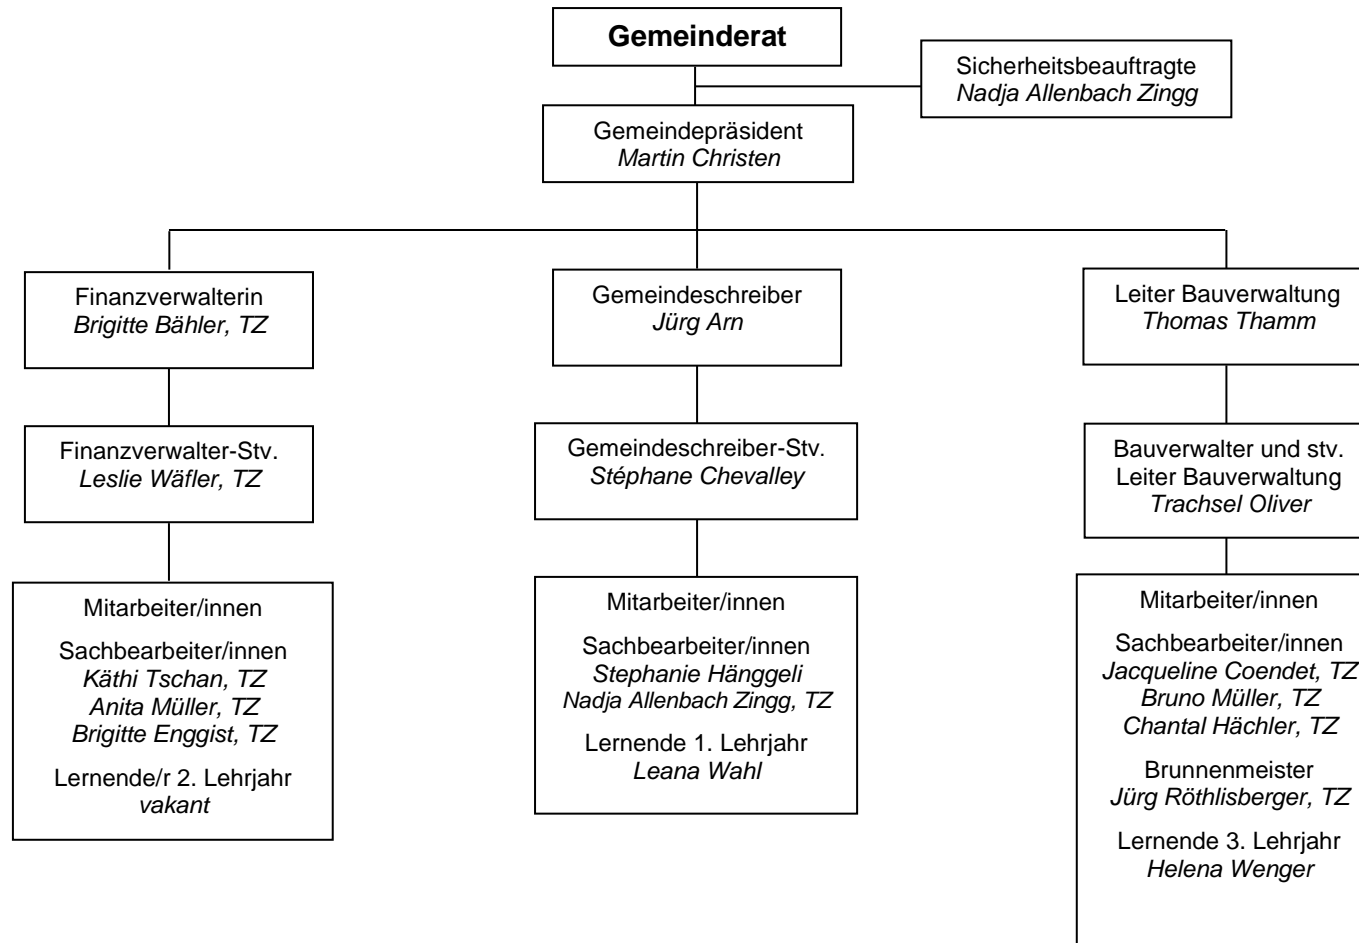 Gemeinderat
Sicherheitsbeauftragte
Nadja Allenbach Zingg
Gemeindepräsident
Martin Christen
Finanzverwalterin
Brigitte Bähler, TZ
Gemeindeschreiber
Jürg Arn
Leiter Bauverwaltung
Thomas Thamm
Finanzverwalter-Stv.
Leslie Wäfler, TZ
Gemeindeschreiber-Stv.
Stéphane Chevalley
Bauverwalter und stv.
Leiter Bauverwaltung
Trachsel Oliver
Mitarbeiter/innen
Sachbearbeiter/innen
Käthi Tschan, TZ
Anita Müller, TZ
Brigitte Enggist, TZ
Lernende/r 2. Lehrjahr
vakant
Mitarbeiter/innen
Sachbearbeiter/innen
Stephanie Hänggeli
Nadja Allenbach Zingg, TZ
Lernende 1. Lehrjahr
Leana Wahl
Mitarbeiter/innen
Sachbearbeiter/innen
Jacqueline Coendet, TZ
Bruno Müller, TZ
Chantal Hächler, TZ
Brunnenmeister
Jürg Röthlisberger, TZ
Lernende 3. Lehrjahr
Helena Wenger